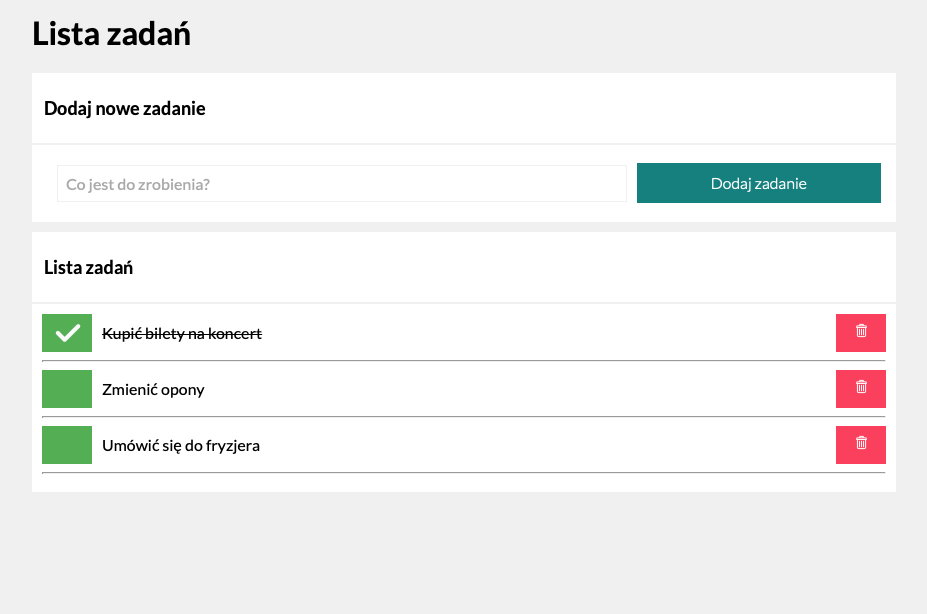 Lista zadań
Dodaj nowe zadanie
Co jest do zrobienia?
Dodaj zadanie
Lista zadań
Kupić bilety na koncert
Zmienić opony
Umówić się do fryzjera